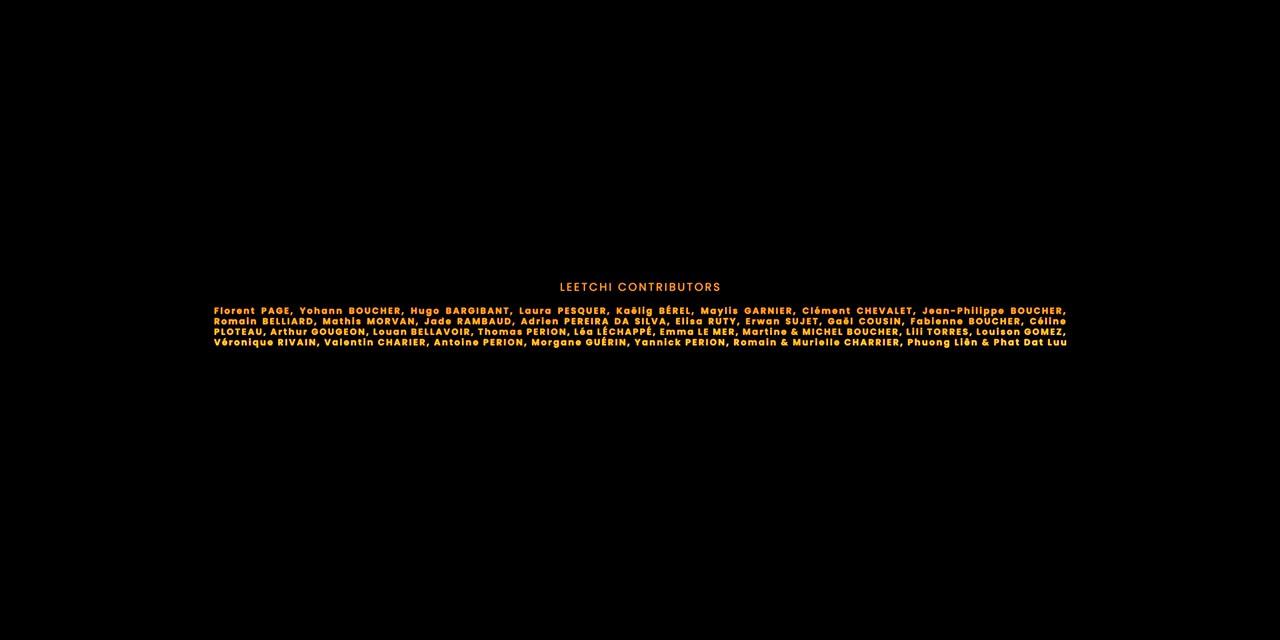 LEETCHI CONTRIBUTORS
Florent PAGE, Yohann BOUCHER, Hugo BARGIBANT, Laura PESQUER, Kaëlig BÉREL, Maylis GARNIER, Clément CHEVALET, Jean-Philippe BOUCHER,
Romain BELLIARD, Mathis MORVAN, Jade RAMBAUD, Adrien PEREIRA DA SILVA, Elisa RUTY, Erwan SUJET, Gaël COUSIN, Fabienne BOUCHER, Céline
PLOTEAU, Arthur GOUGEON, Louan BELLAVOIR, Thomas PERION, Léa LÉCHAPPÉ, Emma LE MER, Martine & MICHEL BOUCHER, Lili TORRES, Louison GOMEZ,
Véronique RIVAIN, Valentin CHARIER, Antoine PERION, Morgane GUÉRIN, Yannick PERION, Romain & Murielle CHARRIER, Phuong Liên & Phat Dat Luu